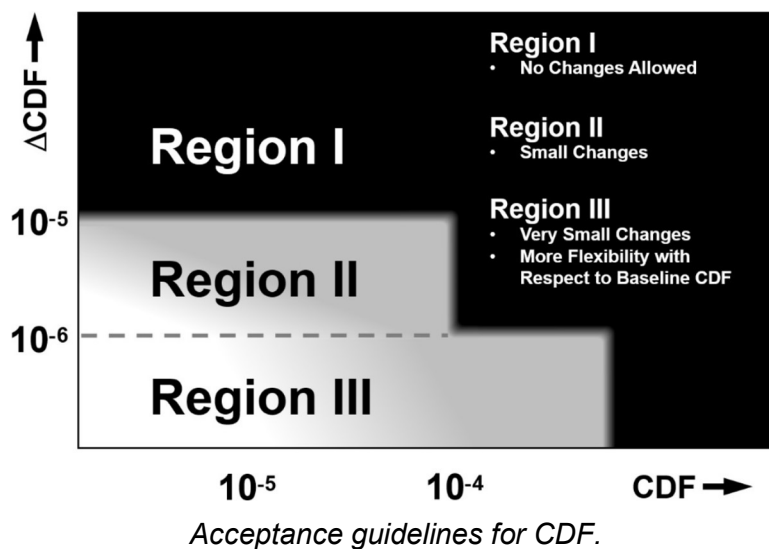 ΔCDF →
Region I
• No Changes Allowed
Region II
• Small Changes
Region III
• Very Small Changes
• More Flexibility with
Respect to Baseline CDF
Region I
10⁻⁵
Region II
10⁻⁶
Region III
10⁻⁵ 10⁻⁴ CDF →
Acceptance guidelines for CDF.